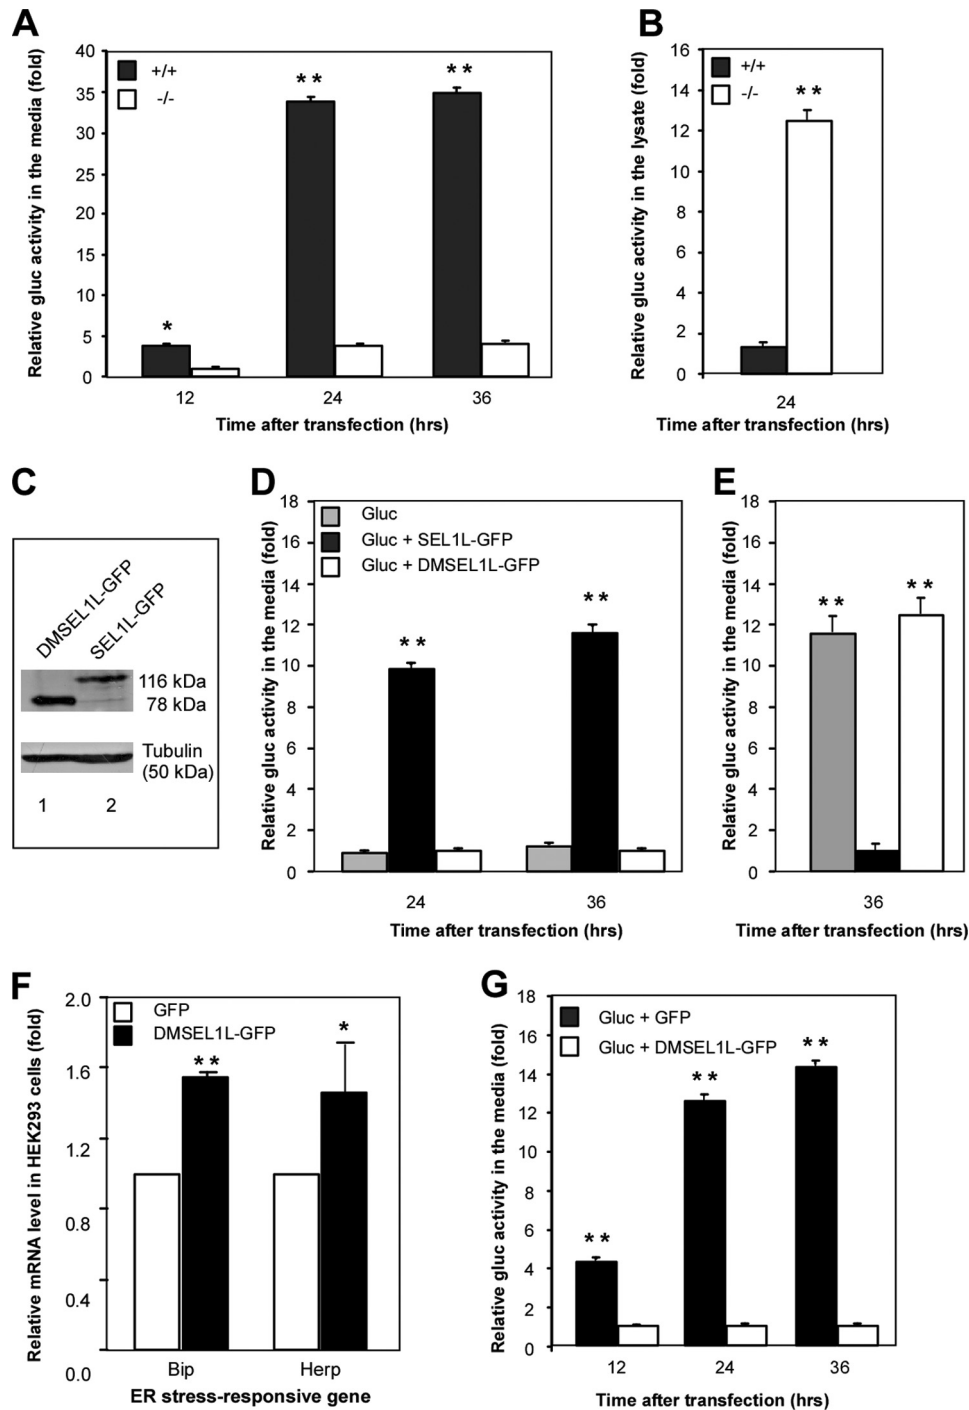 A
Relative gluc activity in the media (fold)
40
35
30
25
20
15
10
5
0
+/+
-/-
*
**
**
12
24
36
Time after transfection (hrs)
B
Relative gluc activity in the lysate (fold)
16
14
12
10
8
6
4
2
0
+/+
-/-
**
24
Time after transfection (hrs)
C
DMSEL1L-GFP
SEL1L-GFP
116 kDa
78 kDa
Tubulin
(50 kDa)
1 2
D
Relative gluc activity in the media (fold)
18
16
14
12
10
8
6
4
2
0
Gluc
Gluc + SEL1L-GFP
Gluc + DMSEL1L-GFP
**
**
24
36
Time after transfection (hrs)
E
Relative gluc activity in the media (fold)
18
16
14
12
10
8
6
4
2
0
**
**
36
Time after transfection (hrs)
F
Relative mRNA level in HEK293 cells (fold)
2.0
1.6
1.2
0.8
0.4
0.0
GFP
DMSEL1L-GFP
**
*
Bip
Herp
ER stress-responsive gene
G
Relative gluc activity in the media (fold)
18
16
14
12
10
8
6
4
2
0
Gluc + GFP
Gluc + DMSEL1L-GFP
**
**
**
12
24
36
Time after transfection (hrs)